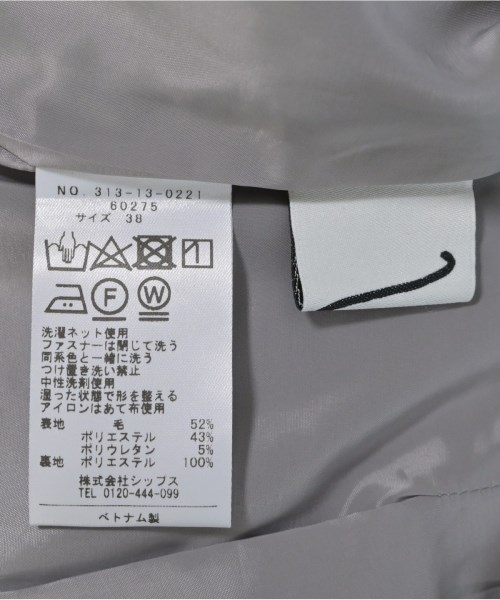 NO. 313-13-0221
60275
サイズ 38
F W
洗濯ネット使用
ファスナーは閉じて洗う
同系色と一緒に洗う
つけ置き洗い禁止
中性洗剤使用
湿った状態で形を整える
アイロンはあて布使用
表地 毛 52%
ポリエステル 43%
ポリウレタン 5%
裏地 ポリエステル 100%
株式会社シップス
TEL 0120-444-099
ベトナム製